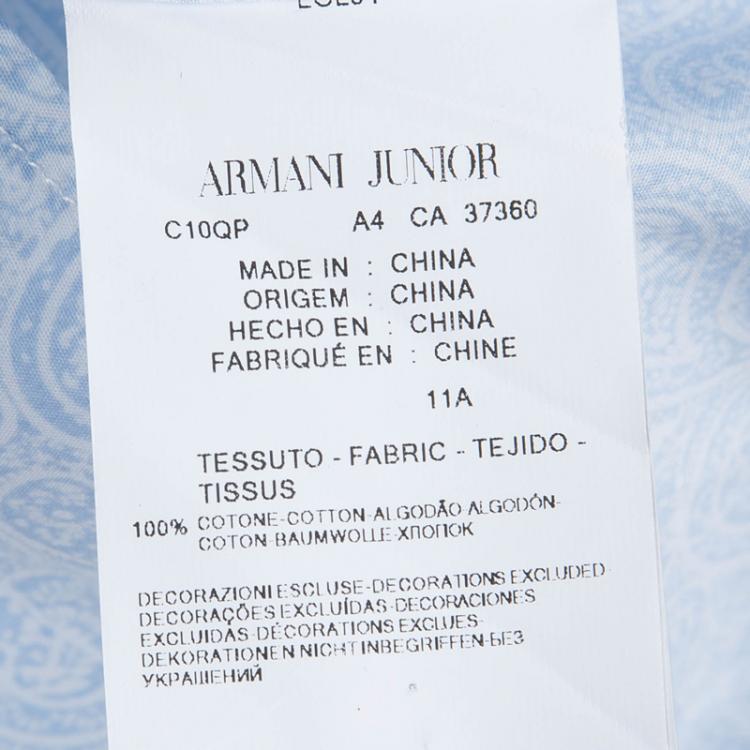 ARMANI JUNIOR
C10QP A4 CA 37360
MADE IN : CHINA
ORIGEM : CHINA
HECHO EN : CHINA
FABRIQUÉ EN : CHINE
11A
TESSUTO - FABRIC - TEJIDO -
TISSUS
100% COTONE-COTTON-ALGODÃO-ALGODÓN-
COTON-BAUMWOLLE-ХЛОПОК
DECORAZIONI ESCLUSE-DECORATIONS EXCLUDED-
DECORAÇÕES EXCLUÍDAS-DECORACIONES
EXCLUIDAS-DÉCORATIONS EXCLUES-
DEKORATIONEN NICHT INBEGRIFFEN-БЕЗ
УКРАШЕНИЙ